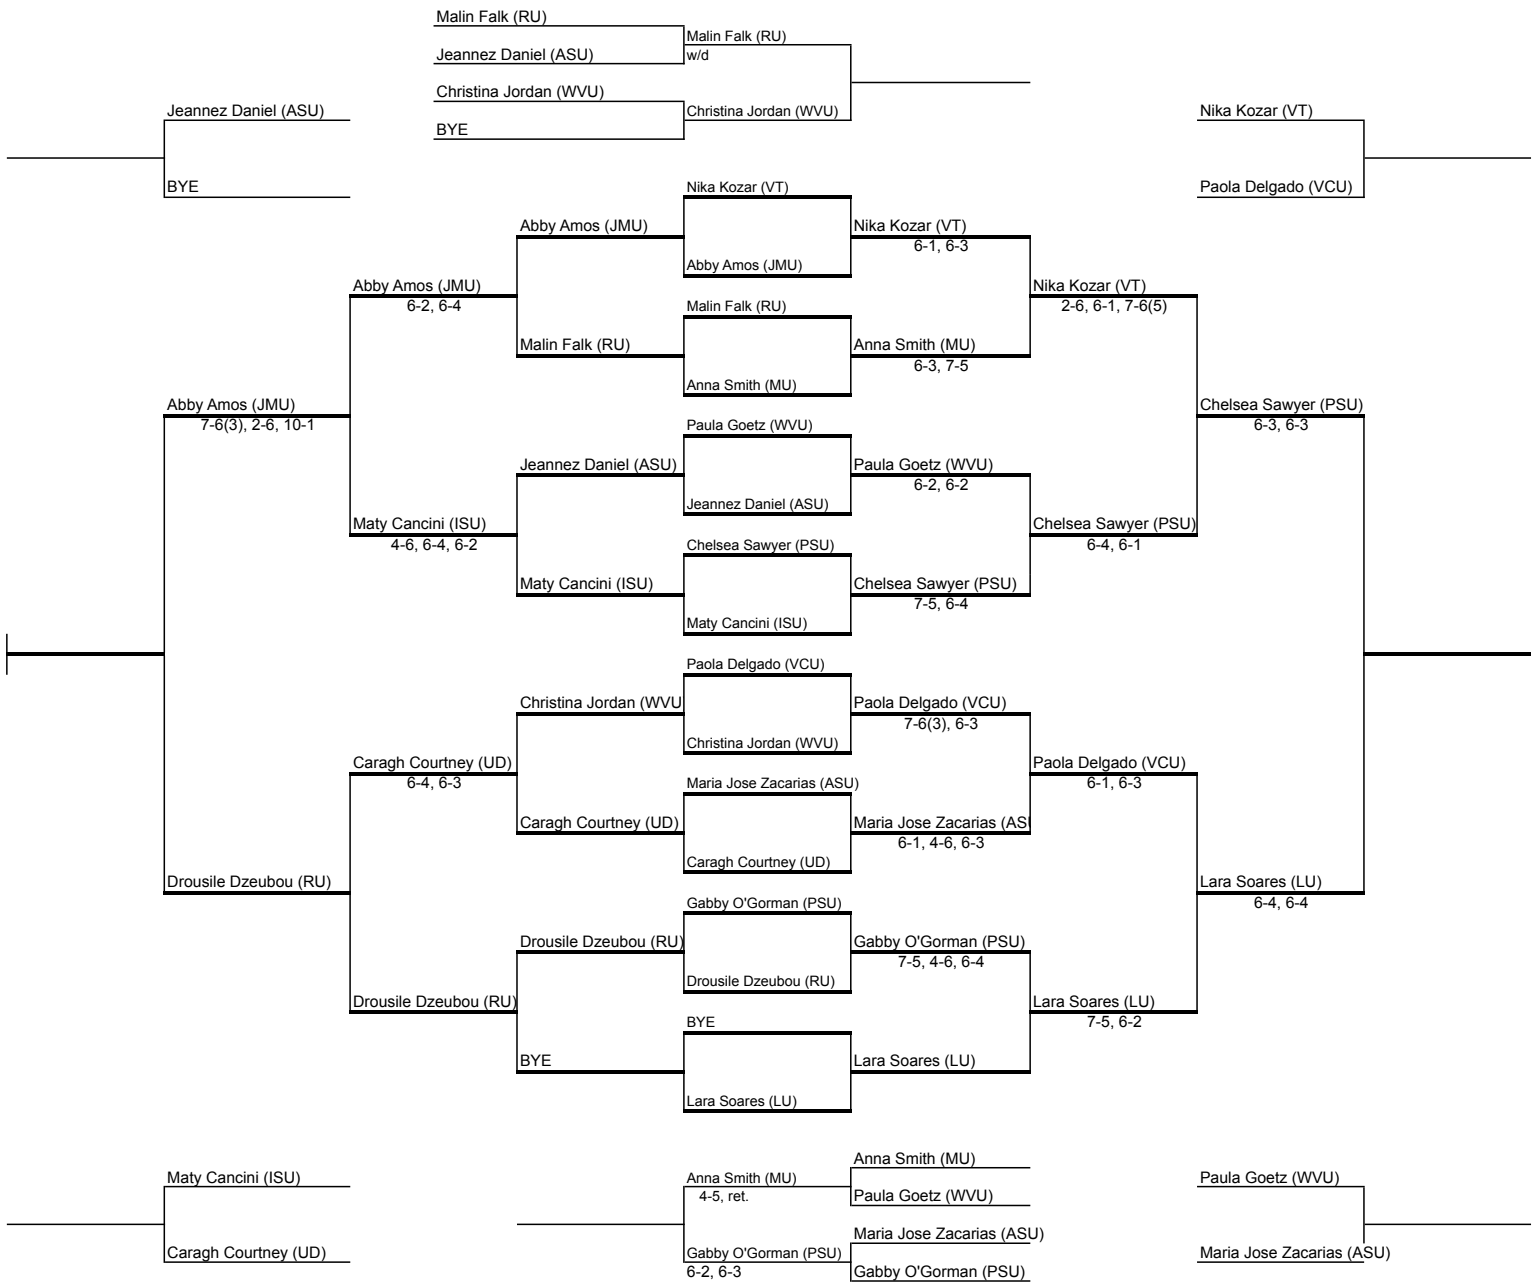 Malin Falk (RU)
Malin Falk (RU)
Jeannez Daniel (ASU)
w/d
Christina Jordan (WVU)
Jeannez Daniel (ASU)
Christina Jordan (WVU)
Nika Kozar (VT)
BYE
BYE
Nika Kozar (VT)
Paola Delgado (VCU)
Abby Amos (JMU)
Nika Kozar (VT)
6-1, 6-3
Abby Amos (JMU)
Abby Amos (JMU)
6-2, 6-4
Nika Kozar (VT)
2-6, 6-1, 7-6(5)
Malin Falk (RU)
Malin Falk (RU)
Anna Smith (MU)
6-3, 7-5
Anna Smith (MU)
Abby Amos (JMU)
7-6(3), 2-6, 10-1
Chelsea Sawyer (PSU)
6-3, 6-3
Paula Goetz (WVU)
Jeannez Daniel (ASU)
Paula Goetz (WVU)
6-2, 6-2
Jeannez Daniel (ASU)
Maty Cancini (ISU)
4-6, 6-4, 6-2
Chelsea Sawyer (PSU)
6-4, 6-1
Chelsea Sawyer (PSU)
Maty Cancini (ISU)
Chelsea Sawyer (PSU)
7-5, 6-4
Maty Cancini (ISU)
Paola Delgado (VCU)
Christina Jordan (WVU
Paola Delgado (VCU)
7-6(3), 6-3
Christina Jordan (WVU)
Caragh Courtney (UD)
6-4, 6-3
Paola Delgado (VCU)
6-1, 6-3
Maria Jose Zacarias (ASU)
Caragh Courtney (UD)
Maria Jose Zacarias (ASU
6-1, 4-6, 6-3
Caragh Courtney (UD)
Drousile Dzeubou (RU)
Lara Soares (LU)
6-4, 6-4
Gabby O'Gorman (PSU)
Drousile Dzeubou (RU)
Gabby O'Gorman (PSU)
7-5, 4-6, 6-4
Drousile Dzeubou (RU)
Drousile Dzeubou (RU)
Lara Soares (LU)
7-5, 6-2
BYE
BYE
Lara Soares (LU)
Lara Soares (LU)
Anna Smith (MU)
Maty Cancini (ISU)
Anna Smith (MU)
4-5, ret.
Paula Goetz (WVU)
Paula Goetz (WVU)
Maria Jose Zacarias (ASU)
Caragh Courtney (UD)
Gabby O'Gorman (PSU)
6-2, 6-3
Maria Jose Zacarias (ASU)
Gabby O'Gorman (PSU)